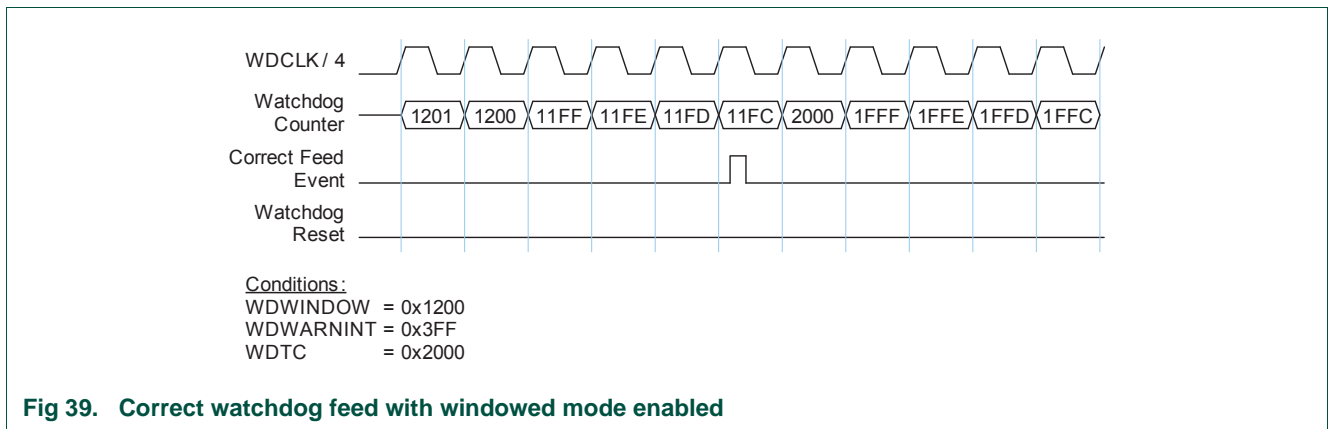 WDCLK / 4
Watchdog
Counter
1201 1200 11FF 11FE 11FD 11FC 2000 1FFF 1FFE 1FFD 1FFC
Correct Feed
Event
Watchdog
Reset
Conditions:
WDWINDOW = 0x1200
WDWARNINT = 0x3FF
WDTC = 0x2000
Fig 39. Correct watchdog feed with windowed mode enabled